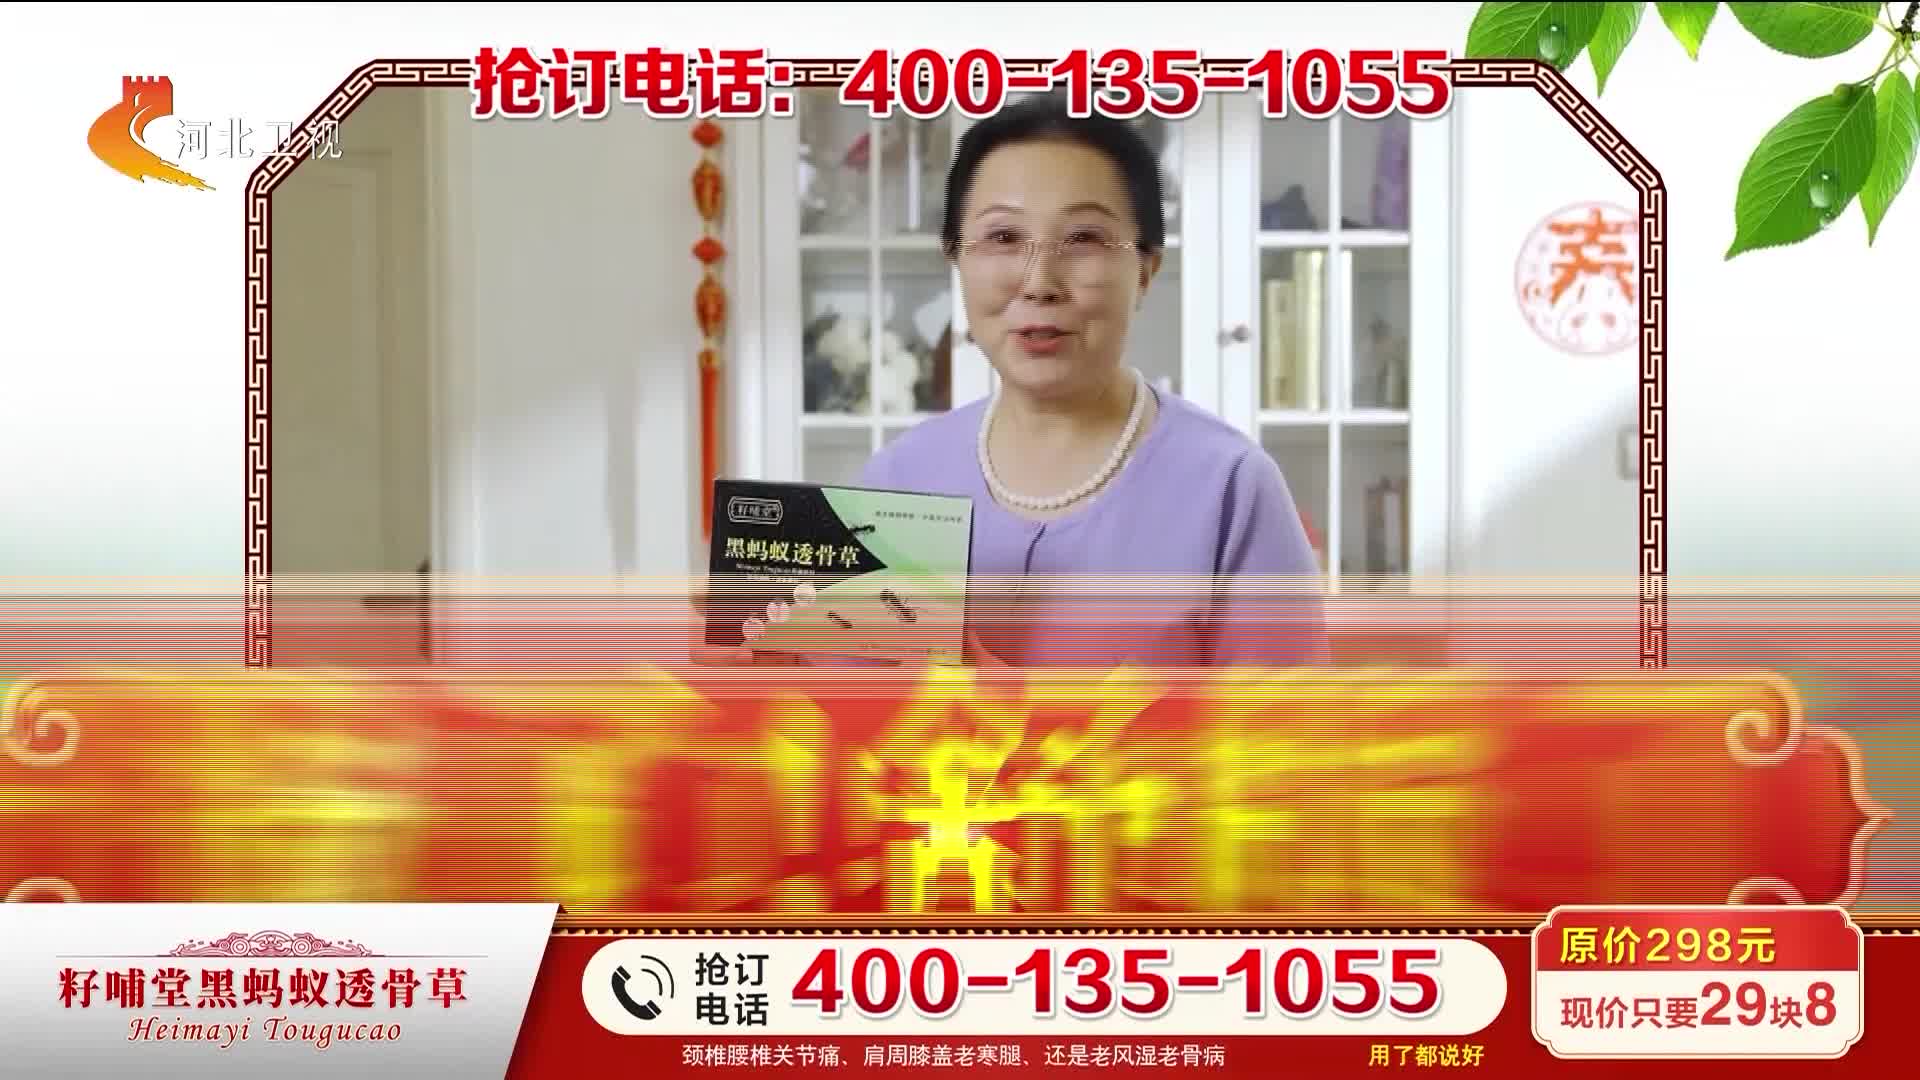 抢订电话：400-135-1055
河北卫视
籽哺堂
黑蚂蚁透骨草
籽哺堂黑蚂蚁透骨草
Heimayi Tougucao
抢订电话
400-135-1055
颈椎腰椎关节痛、肩周膝盖老寒腿、还是老风湿老骨病
用了都说好
原价298元
现价只要29块8